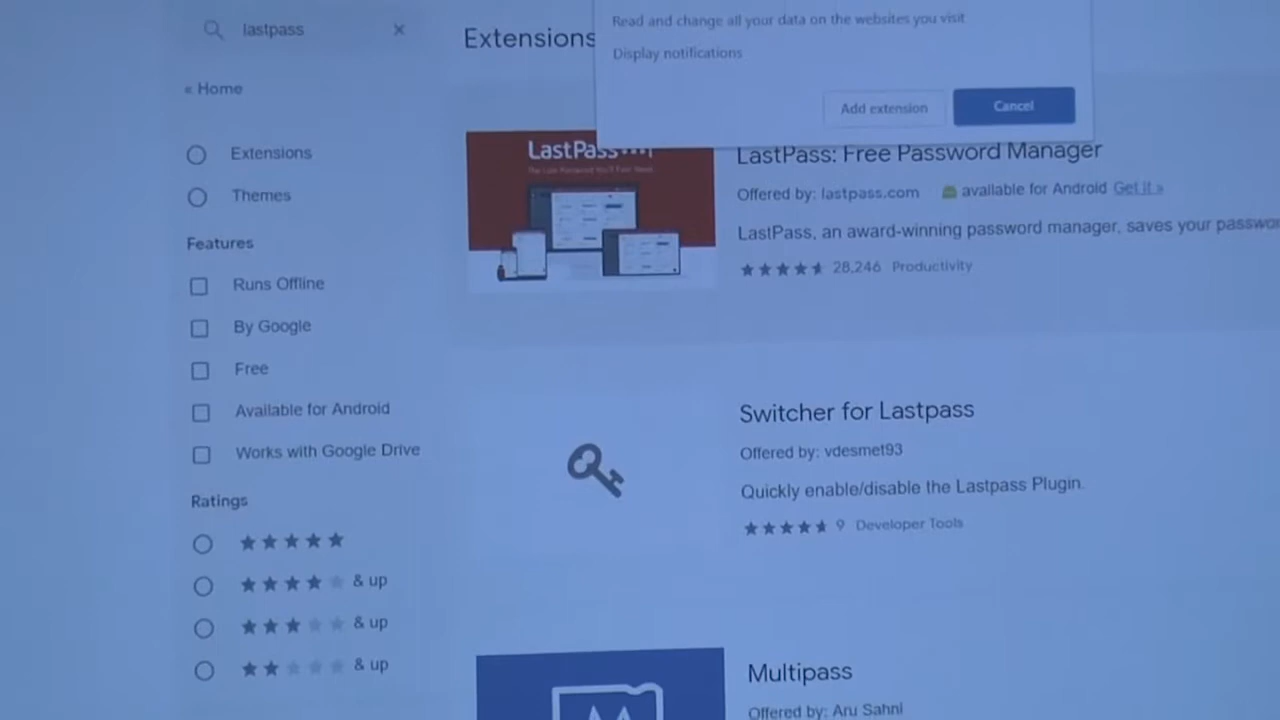 lastpass
« Home
Extensions
Themes
Features
Runs Offline
By Google
Free
Available for Android
Works with Google Drive
Ratings
& up
& up
& up
Extensions
Read and change all your data on the websites you visit
Display notifications
Add extension
Cancel
LastPass
LastPass: Free Password Manager
Offered by: lastpass.com available for Android Get it »
LastPass, an award-winning password manager, saves your
28,246 Productivity
Switcher for Lastpass
Offered by: vdesmet93
Quickly enable/disable the Lastpass Plugin.
9 Developer Tools
Multipass
Offered by: Aru Sahni